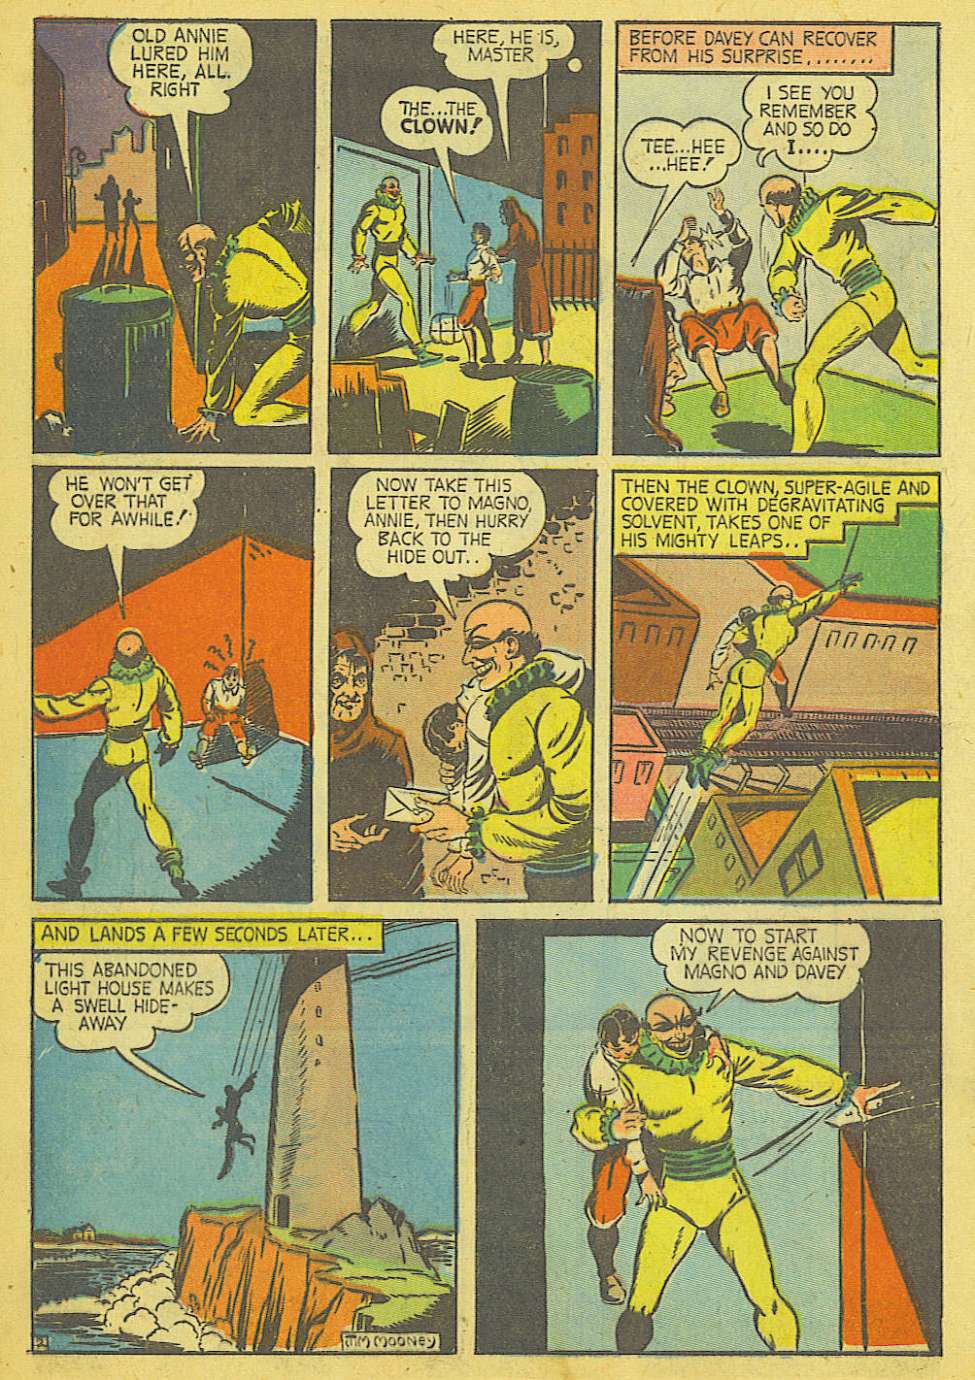 OLD ANNIE
LURED HIM
HERE, ALL.
RIGHT
HERE, HE IS,
MASTER
THE...THE
CLOWN!
BEFORE DAVEY CAN RECOVER
FROM HIS SURPRISE,........
I SEE YOU
REMEMBER
AND SO DO
I....
TEE...HEE
...HEE!
HE WON'T GET
OVER THAT
FOR AWHILE!
NOW TAKE THIS
LETTER TO MAGNO,
ANNIE, THEN HURRY
BACK TO THE
HIDE OUT..
THEN THE CLOWN, SUPER-AGILE AND
COVERED WITH DEGRAVITATING
SOLVENT, TAKES ONE OF
HIS MIGHTY LEAPS..
AND LANDS A FEW SECONDS LATER...
THIS ABANDONED
LIGHT HOUSE MAKES
A SWELL HIDE-
AWAY
2
JIM MOONEY
NOW TO START
MY REVENGE AGAINST
MAGNO AND DAVEY